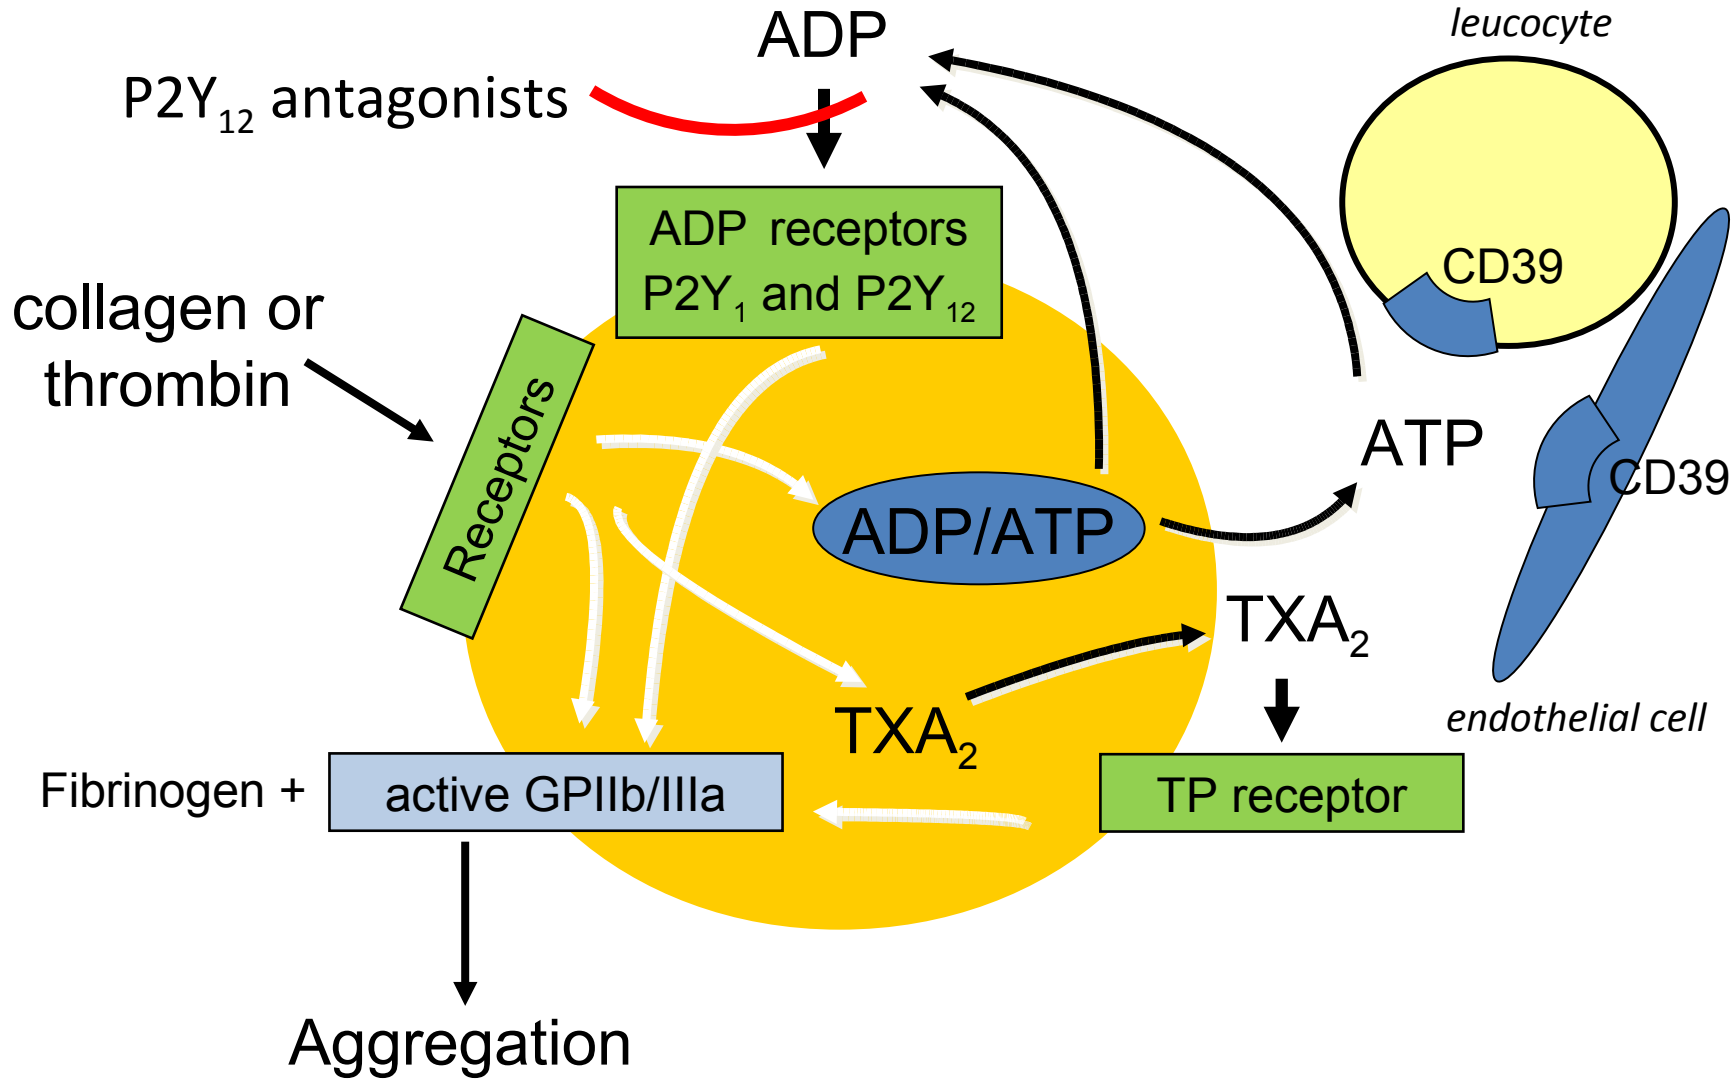 ADP
leucocyte
P2Y₁₂ antagonists
ADP receptors
P2Y₁ and P2Y₁₂
CD39
collagen or
thrombin
Receptors
ATP
CD39
ADP/ATP
TXA₂
TXA₂
endothelial cell
Fibrinogen +
active GPIIb/IIIa
TP receptor
Aggregation